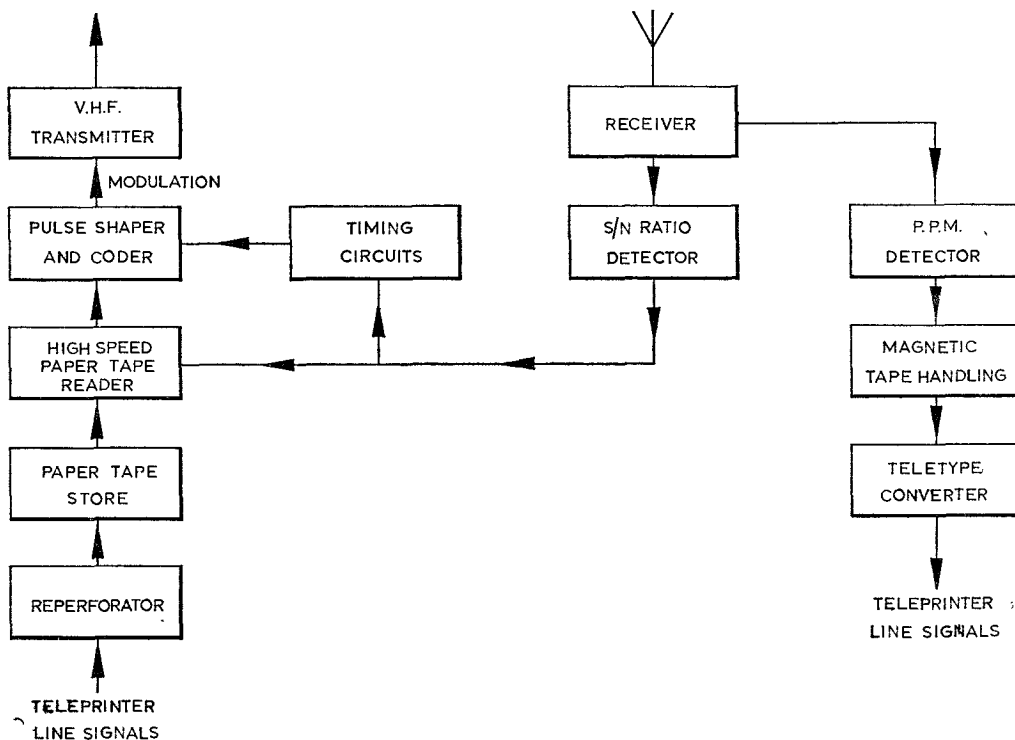 V.H.F.
TRANSMITTER
MODULATION
PULSE SHAPER
AND CODER
HIGH SPEED
PAPER TAPE
READER
PAPER TAPE
STORE
REPERFORATOR
TELEPRINTER
LINE SIGNALS
TIMING
CIRCUITS
RECEIVER
S/N RATIO
DETECTOR
P.P.M.
DETECTOR
MAGNETIC
TAPE HANDLING
TELETYPE
CONVERTER
TELEPRINTER
LINE SIGNALS